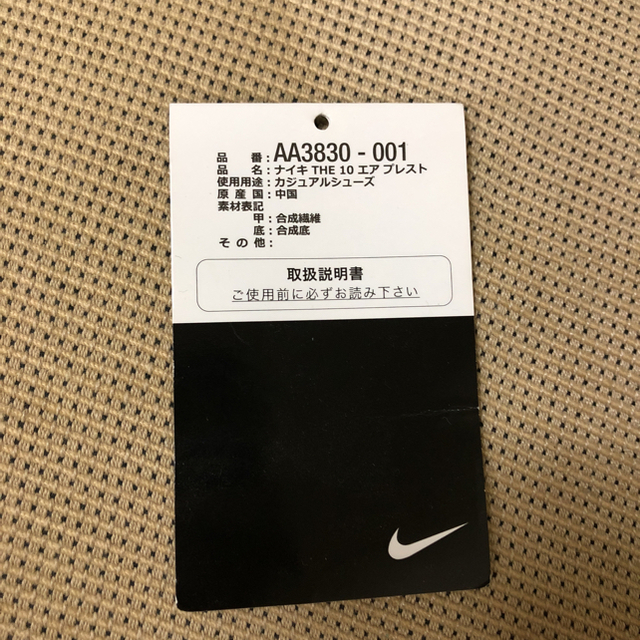 品 番：AA3830 - 001
品 名：ナイキ THE 10 エア プレスト
使用用途：カジュアルシューズ
原 産 国：中国
素材表記
甲：合成繊維
底：合成底
そ の 他：
取扱説明書
ご使用前に必ずお読み下さい